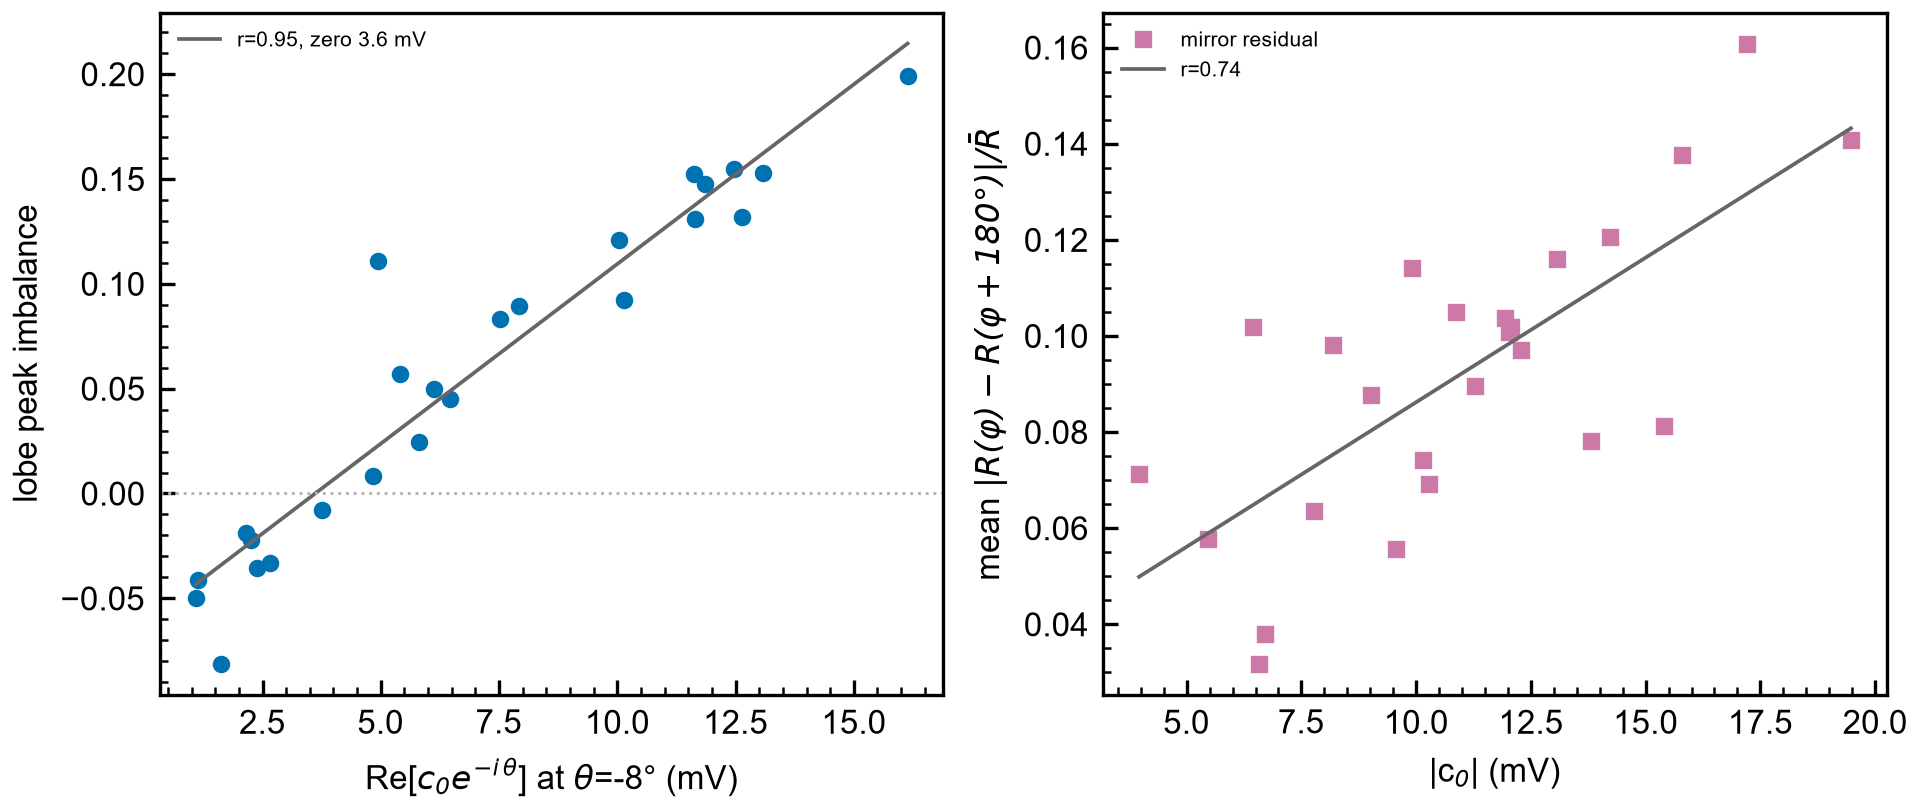 r=0.95, zero 3.6 mV
lobe peak imbalance
0.20
0.15
0.10
0.05
0.00
−0.05
2.5 5.0 7.5 10.0 12.5 15.0
Re[c₀e⁻ⁱᶿ] at θ=-8° (mV)
mirror residual
r=0.74
mean |R(φ) − R(φ + 180°)|/R̄
0.16
0.14
0.12
0.10
0.08
0.06
0.04
5.0 7.5 10.0 12.5 15.0 17.5 20.0
|c₀| (mV)